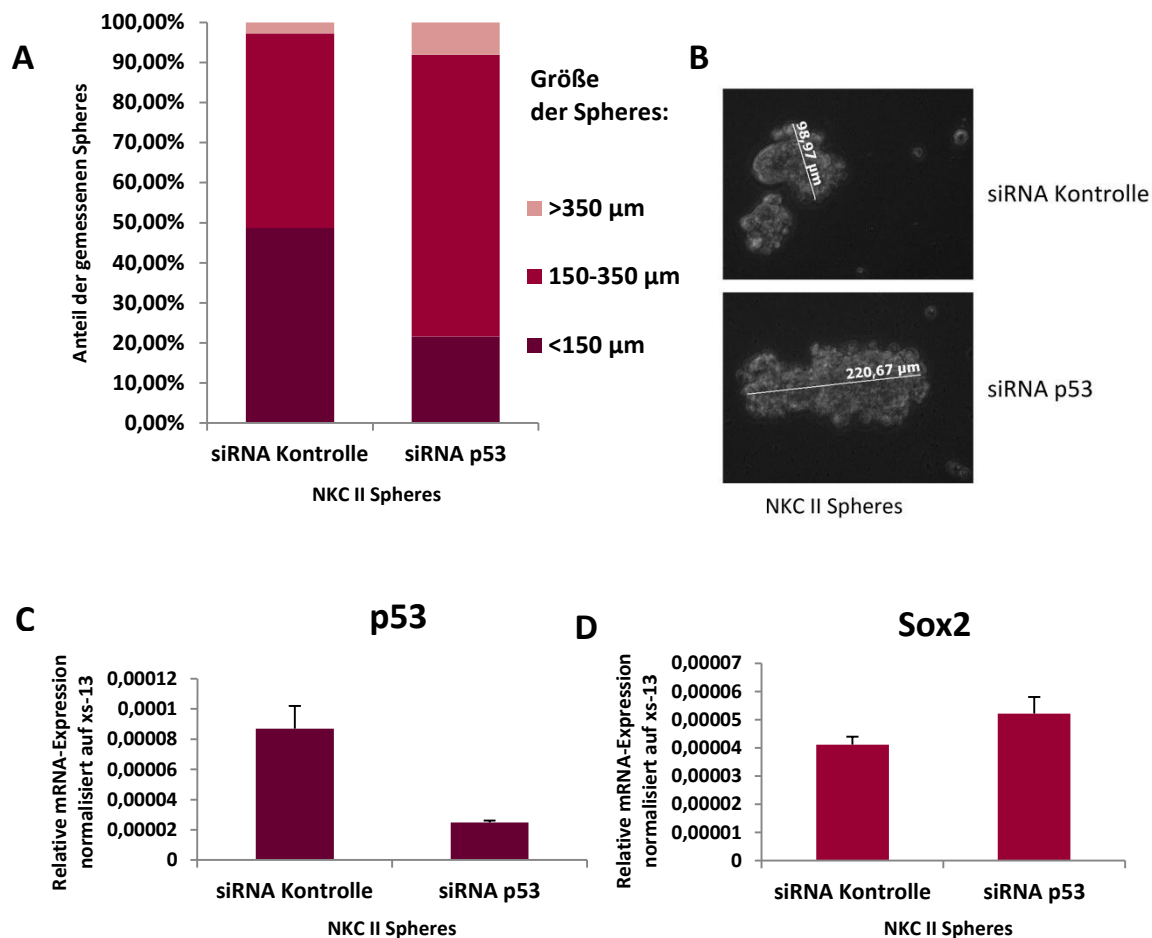 A
100,00%
90,00%
80,00%
70,00%
60,00%
50,00%
40,00%
30,00%
20,00%
10,00%
0,00%
Anteil der gemessenen Spheres
siRNA Kontrolle
siRNA p53
NKC II Spheres
Größe
der Spheres:
>350 µm
150-350 µm
<150 µm
B
98,97 µm
siRNA Kontrolle
220,67 µm
siRNA p53
NKC II Spheres
C
p53
Relative mRNA-Expression
normalisiert auf xs-13
0,00012
0,0001
0,00008
0,00006
0,00004
0,00002
0
siRNA Kontrolle
siRNA p53
NKC II Spheres
D
Sox2
Relative mRNA-Expression
normalisiert auf xs-13
0,00007
0,00006
0,00005
0,00004
0,00003
0,00002
0,00001
0
siRNA Kontrolle
siRNA p53
NKC II Spheres